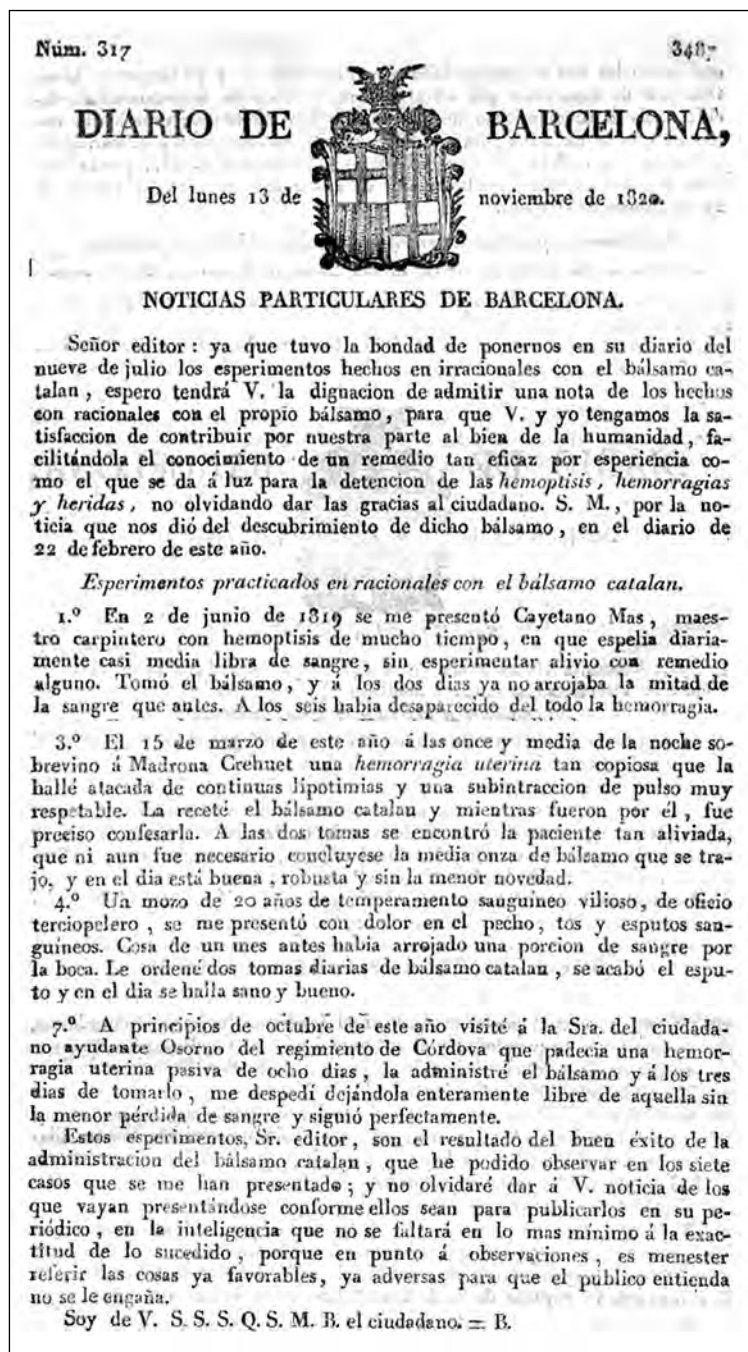 Núm. 317 348
DIARIO DE BARCELONA,
Del lunes 13 de noviembre de 1820.
NOTICIAS PARTICULARES DE BARCELONA.
Señor editor : ya que tuvo la bondad de ponernos en su diario del
nueve de julio los esperimentos hechos en irracionales con el bálsamo ca-
talan , espero tendrá V. la dignacion de admitir una nota de los hechos
con racionales con el propio bálsamo, para que V. y yo tengamos la sa-
tisfaccion de contribuir por nuestra parte al bien de la humanidad, fa-
cilitándola el conocimiento de un remedio tan eficaz por esperiencia co-
mo el que se da á luz para la detencion de las hemoptisis, hemorragias
y heridas, no olvidando dar las gracias al ciudadano. S. M., por la no-
ticia que nos dió del descubrimiento de dicho bálsamo, en el diario de
22 de febrero de este año.
Esperimentos practicados en racionales con el bálsamo catalan.
1.º En 2 de junio de 1819 se me presentó Cayetano Mas, maes-
tro carpintero con hemoptisis de mucho tiempo, en que espelia diaria-
mente casi media libra de sangre, sin esperimentar alivio con remedio
alguno. Tomó el bálsamo, y á los dos dias ya no arrojaba la mitad de
la sangre que antes. A los seis habia desaparecido del todo la hemorragia.
3.º El 15 de marzo de este año á las once y media de la noche so-
brevino á Madrona Crehuet una hemorragia uterina tan copiosa que la
hallé atacada de continuas lipotimias y una subintraccion de pulso muy
respetable. La receté el bálsamo catalan y mientras fueron por él, fue
preciso confesarla. A las dos tomas se encontró la paciente tan aliviada,
que ni aun fue necesario concluyese la media onza de bálsamo que se tra-
jo, y en el dia está buena, robusta y sin la menor novedad.
4.º Un mozo de 20 años de temperamento sanguineo vilioso, de oficio
terciopelero, se me presentó con dolor en el pecho, tos y esputos san-
guineos. Cosa de un mes antes habia arrojado una porcion de sangre por
la boca. Le ordené dos tomas diarias de bálsamo catalan, se acabó el espu-
to y en el dia se halla sano y bueno.
7.º A principios de octubre de este año visité á la Sra. del ciudada-
no ayudante Osorno del regimiento de Córdova que padecia una hemor-
ragia uterina pasiva de ocho dias, la administré el bálsamo y á los tres
dias de tomarlo, me despedí dejándola enteramente libre de aquella sin
la menor pérdida de sangre y siguió perfectamente.
Estos esperimentos, Sr. editor, son el resultado del buen éxito de la
administracion del bálsamo catalan, que he podido observar en los siete
casos que se me han presentado; y no olvidaré dar á V. noticia de los
que vayan presentándose conforme ellos sean para publicarlos en su pe-
riódico, en la inteligencia que no se faltará en lo mas mínimo á la exac-
titud de lo sucedido, porque en punto á observaciones, es menester
referir las cosas ya favorables, ya adversas para que el publico entienda
no se le engaña.
Soy de V. S. S. S. Q. S. M. B. el ciudadano. = B.